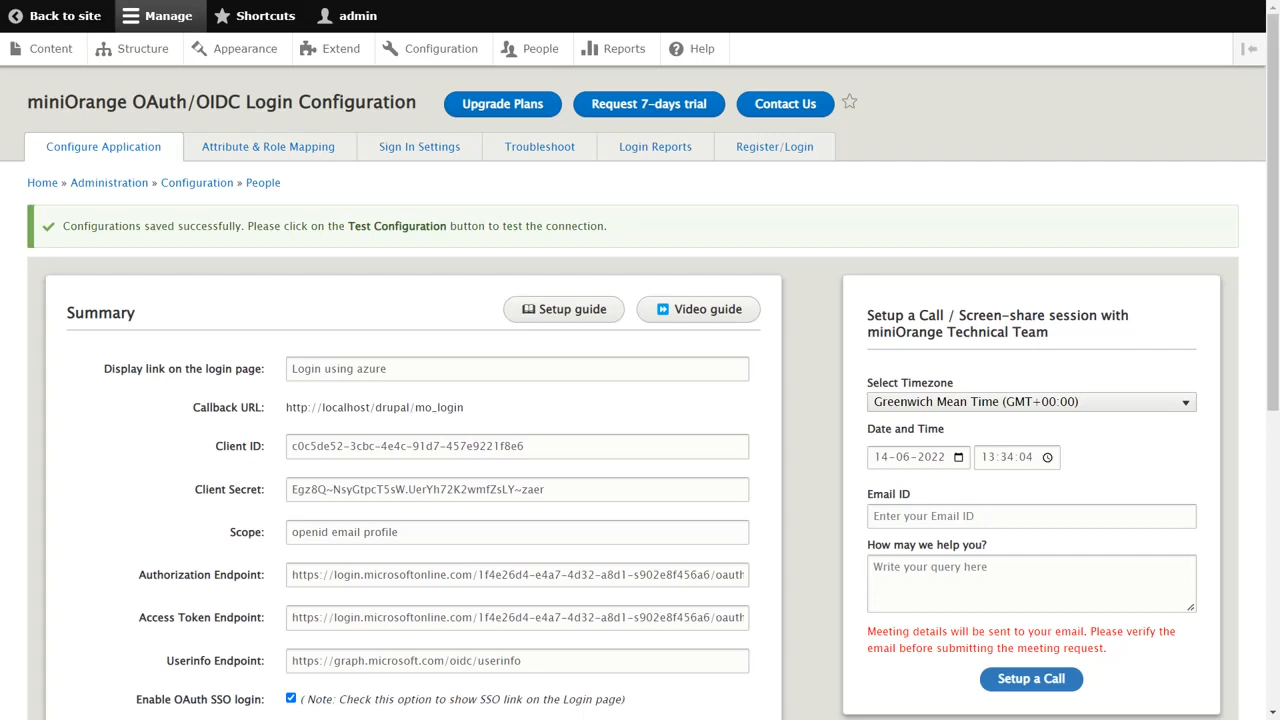 Back to site Manage Shortcuts admin
Content Structure Appearance Extend Configuration People Reports Help
miniOrange OAuth/OIDC Login Configuration Upgrade Plans Request 7-days trial Contact Us
Configure Application Attribute & Role Mapping Sign In Settings Troubleshoot Login Reports Register/Login
Home » Administration » Configuration » People
Configurations saved successfully. Please click on the Test Configuration button to test the connection.
Summary Setup guide Video guide
Display link on the login page: Login using azure
Callback URL: http://localhost/drupal/mo_login
Client ID: c0c5de52-3cbc-4e4c-91d7-457e9221f8e6
Client Secret: Egz8Q~NsyGtpcT5sW.UerYh72K2wmfZsLY~zaer
Scope: openid email profile
Authorization Endpoint: https://login.microsoftonline.com/1f4e26d4-e4a7-4d32-a8d1-s902e8f456a6/oauth
Access Token Endpoint: https://login.microsoftonline.com/1f4e26d4-e4a7-4d32-a8d1-s902e8f456a6/oauth
Userinfo Endpoint: https://graph.microsoft.com/oidc/userinfo
Enable OAuth SSO login: ( Note: Check this option to show SSO link on the Login page)
Setup a Call / Screen-share session with
miniOrange Technical Team
Select Timezone
Greenwich Mean Time (GMT+00:00)
Date and Time
14-06-2022 13:34:04
Email ID
Enter your Email ID
How may we help you?
Write your query here
Meeting details will be sent to your email. Please verify the
email before submitting the meeting request.
Setup a Call